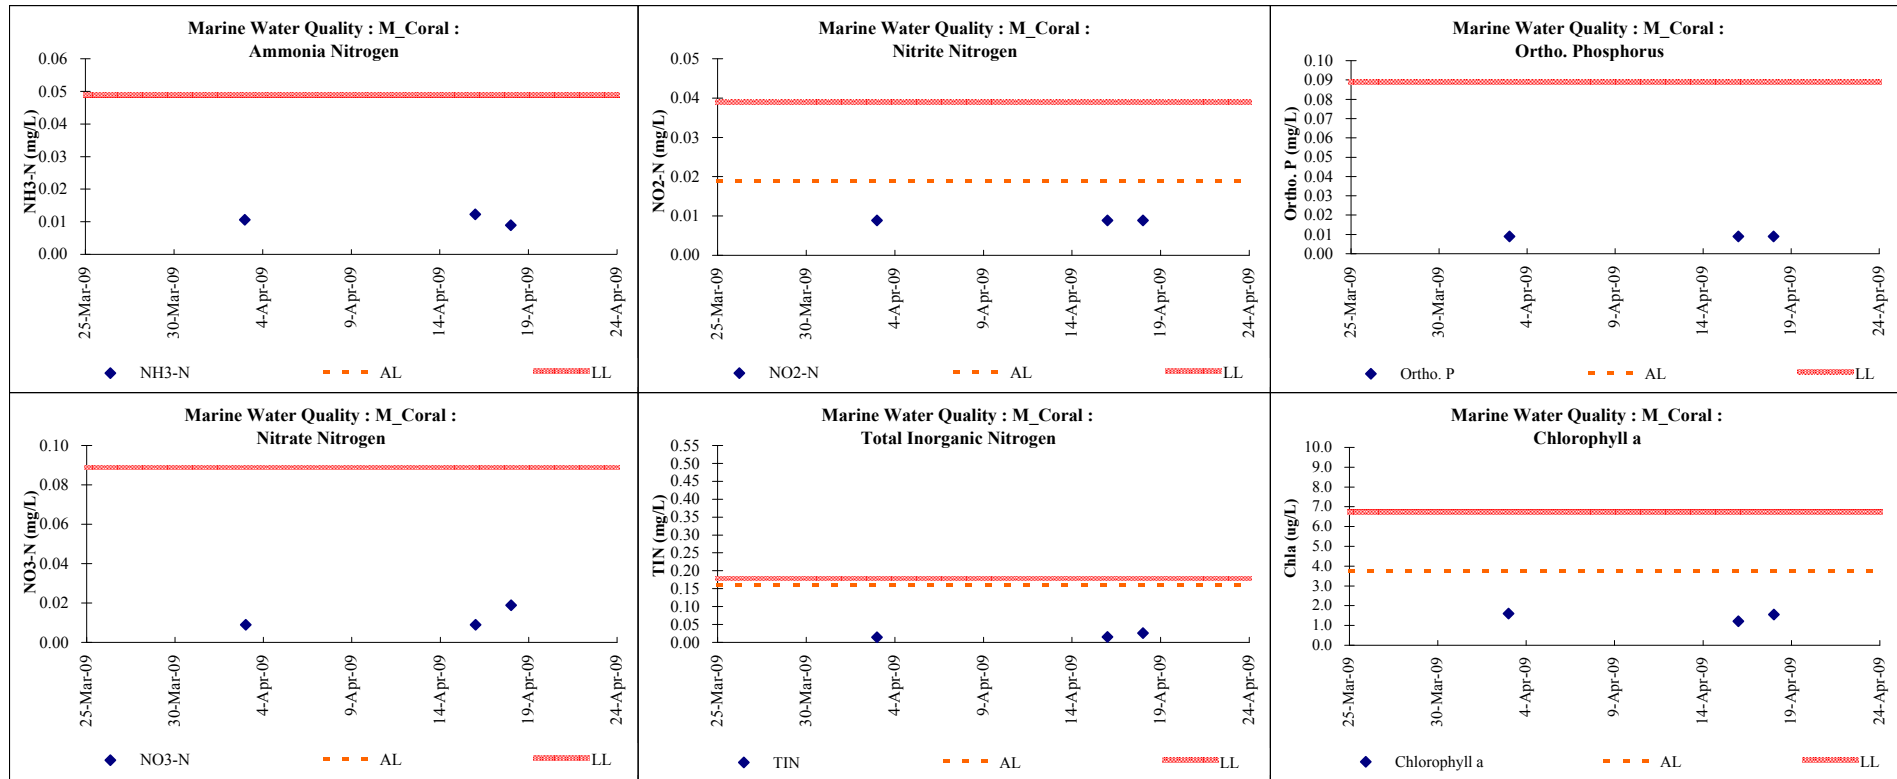 Marine Water Quality : M_Coral :
Ammonia Nitrogen
NH3-N (mg/L)
0.06
0.05
0.04
0.03
0.02
0.01
0.00
25-Mar-09
30-Mar-09
4-Apr-09
9-Apr-09
14-Apr-09
19-Apr-09
24-Apr-09
NH3-N AL LL
Marine Water Quality : M_Coral :
Nitrite Nitrogen
NO2-N (mg/L)
0.05
0.04
0.03
0.02
0.01
0.00
25-Mar-09
30-Mar-09
4-Apr-09
9-Apr-09
14-Apr-09
19-Apr-09
24-Apr-09
NO2-N AL LL
Marine Water Quality : M_Coral :
Ortho. Phosphorus
Ortho. P (mg/L)
0.10
0.09
0.08
0.07
0.06
0.05
0.04
0.03
0.02
0.01
0.00
25-Mar-09
30-Mar-09
4-Apr-09
9-Apr-09
14-Apr-09
19-Apr-09
24-Apr-09
Ortho. P AL LL
Marine Water Quality : M_Coral :
Nitrate Nitrogen
NO3-N (mg/L)
0.10
0.08
0.06
0.04
0.02
0.00
25-Mar-09
30-Mar-09
4-Apr-09
9-Apr-09
14-Apr-09
19-Apr-09
24-Apr-09
NO3-N AL LL
Marine Water Quality : M_Coral :
Total Inorganic Nitrogen
TIN (mg/L)
0.55
0.50
0.45
0.40
0.35
0.30
0.25
0.20
0.15
0.10
0.05
0.00
25-Mar-09
30-Mar-09
4-Apr-09
9-Apr-09
14-Apr-09
19-Apr-09
24-Apr-09
TIN AL LL
Marine Water Quality : M_Coral :
Chlorophyll a
Chla (ug/L)
10.0
9.0
8.0
7.0
6.0
5.0
4.0
3.0
2.0
1.0
0.0
25-Mar-09
30-Mar-09
4-Apr-09
9-Apr-09
14-Apr-09
19-Apr-09
24-Apr-09
Chlorophyll a AL LL